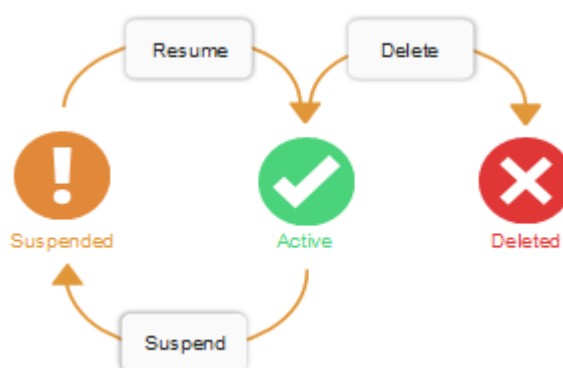 Resume
Delete
Suspended
Active
Deleted
Suspend